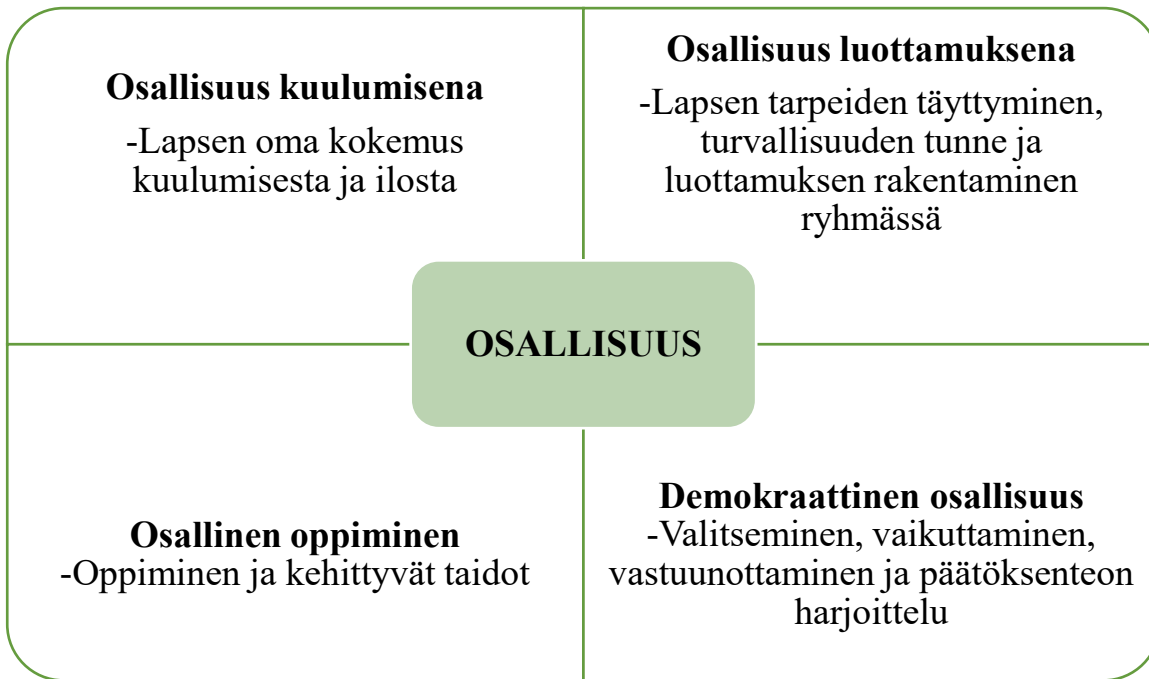 Osallisuus kuulumisena
-Lapsen oma kokemus
kuulumisesta ja ilosta
Osallisuus luottamuksena
-Lapsen tarpeiden täyttyminen,
turvallisuuden tunne ja
luottamuksen rakentaminen
ryhmässä
OSALLISUUS
Osallinen oppiminen
-Oppiminen ja kehittyvät taidot
Demokraattinen osallisuus
-Valitseminen, vaikuttaminen,
vastuunottaminen ja päätöksenteon
harjoittelu